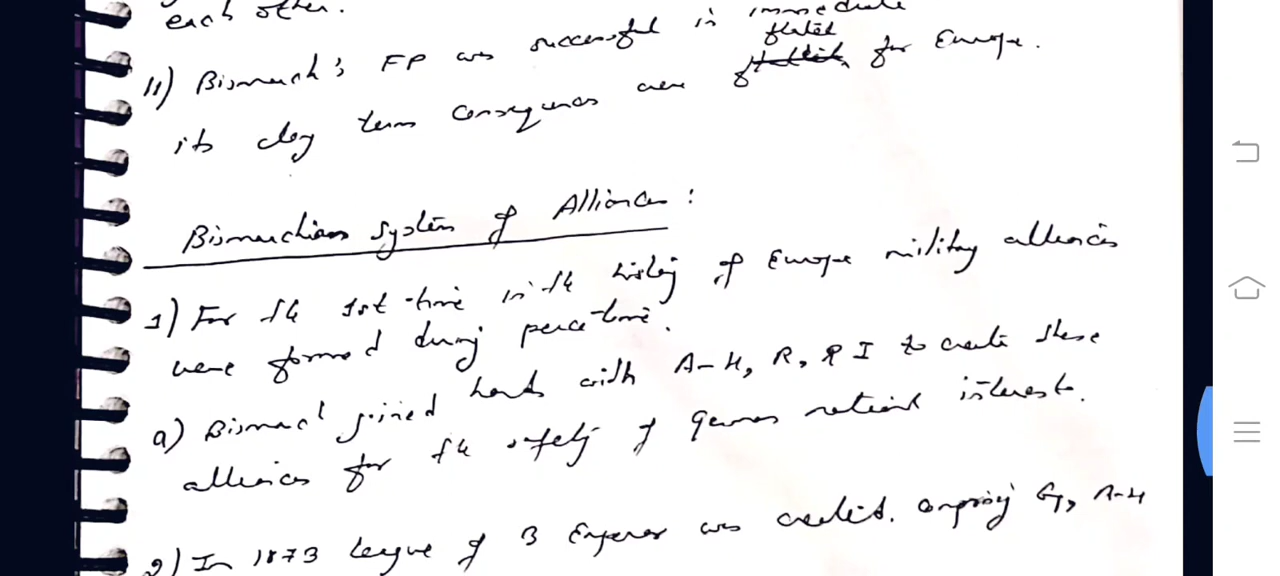 each other.
11) Bismarck's FP was successful in immediate
its long term consequences were fatal for Europe.
Bismarckian System of Alliance :
1) For the 1st time in the history of Europe military alliances
were formed during peace time.
a) Bismarck joined hands with A-H, R, & I to create these
alliances for the safety of German national interest.
2) In 1873 League of 3 Emperor was created. comprising G, A-H